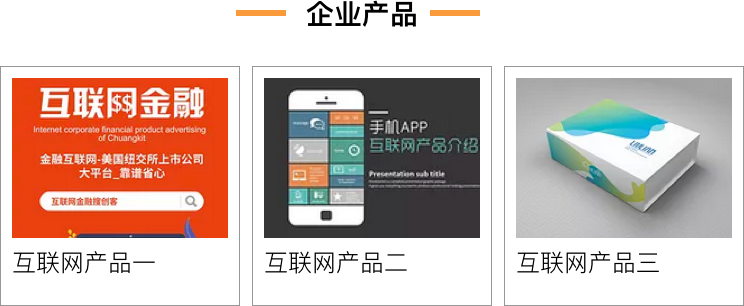 企业产品
互联网金融
Internet corporate financial product advertising
of Chuangkit
金融互联网-美国纽交所上市公司
大平台_靠谱省心
互联网金融搜创客
手机APP
互联网产品介绍
Presentation sub title
互联网产品一
互联网产品二
互联网产品三